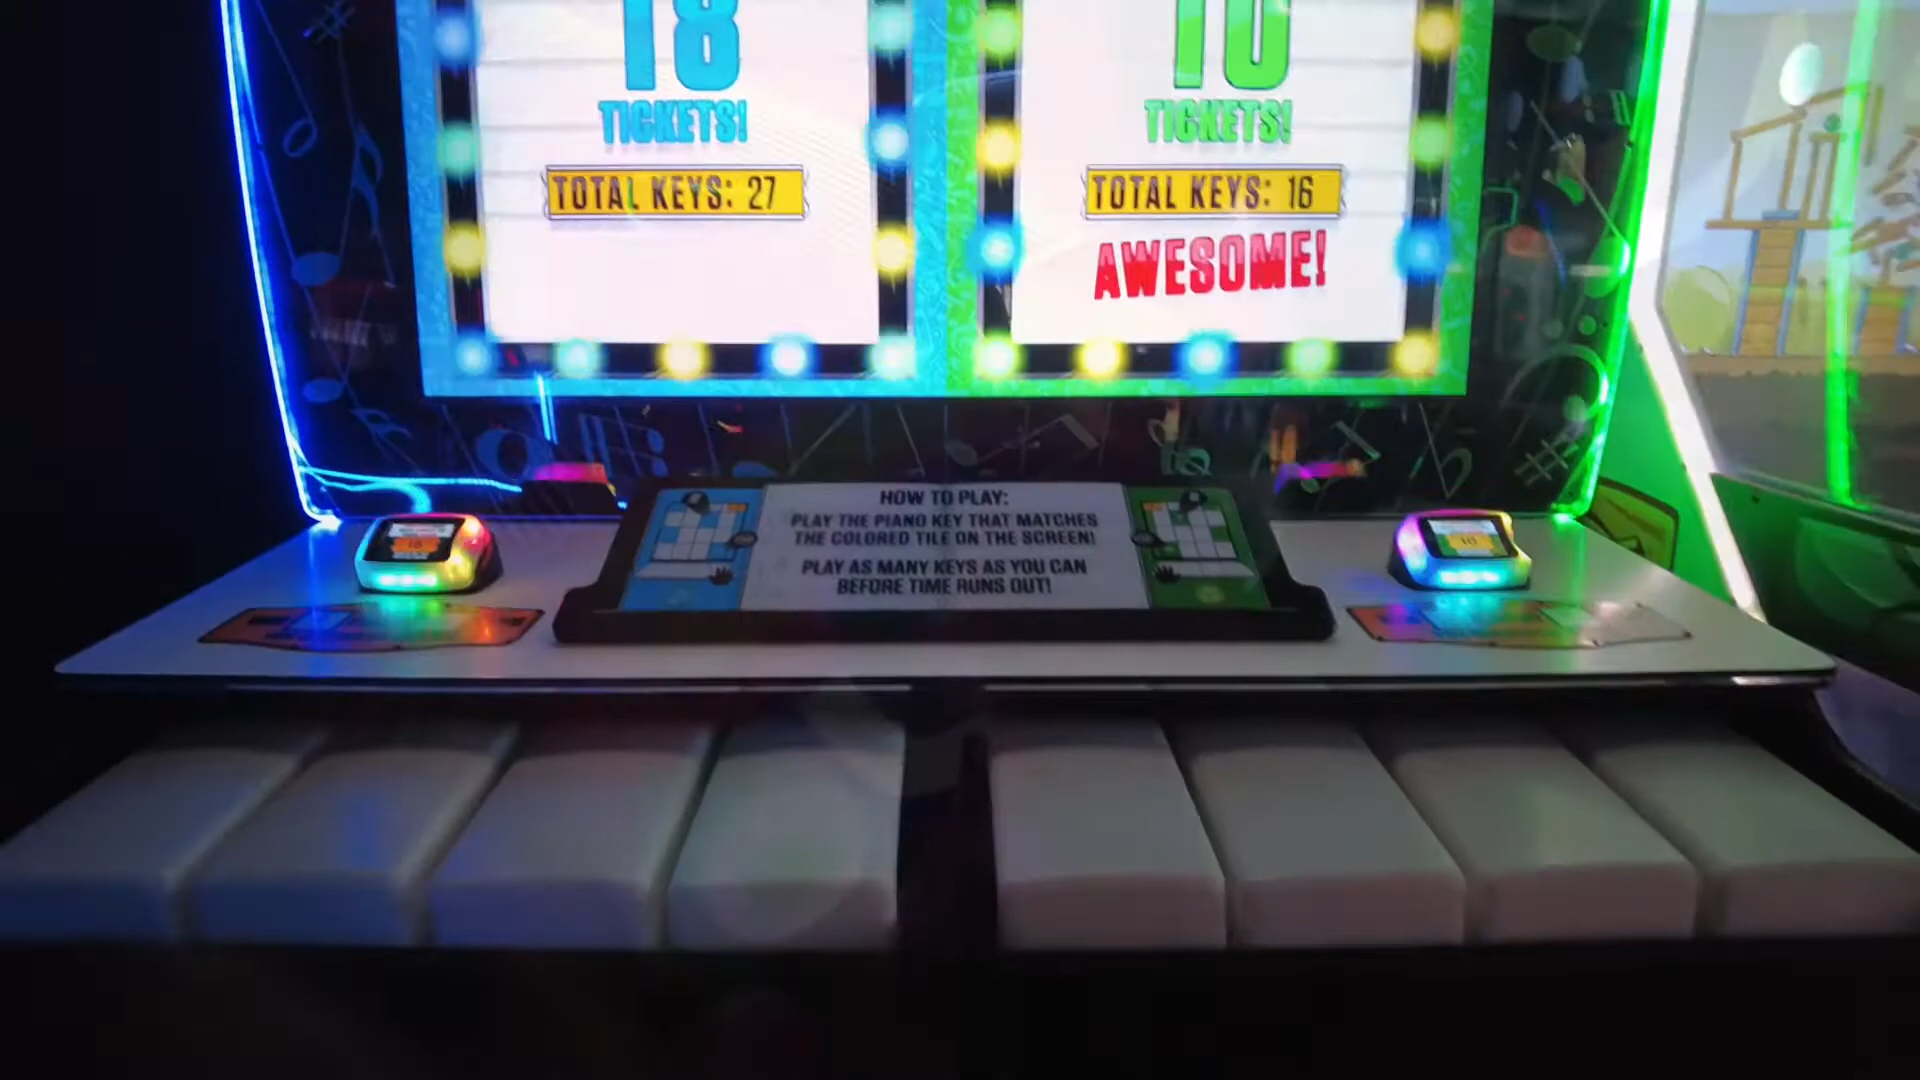 18
TICKETS!
TOTAL KEYS: 27
10
TICKETS!
TOTAL KEYS: 16
AWESOME!
HOW TO PLAY:
PLAY THE PIANO KEY THAT MATCHES
THE COLORED TILE ON THE SCREEN!
PLAY AS MANY KEYS AS YOU CAN
BEFORE TIME RUNS OUT!